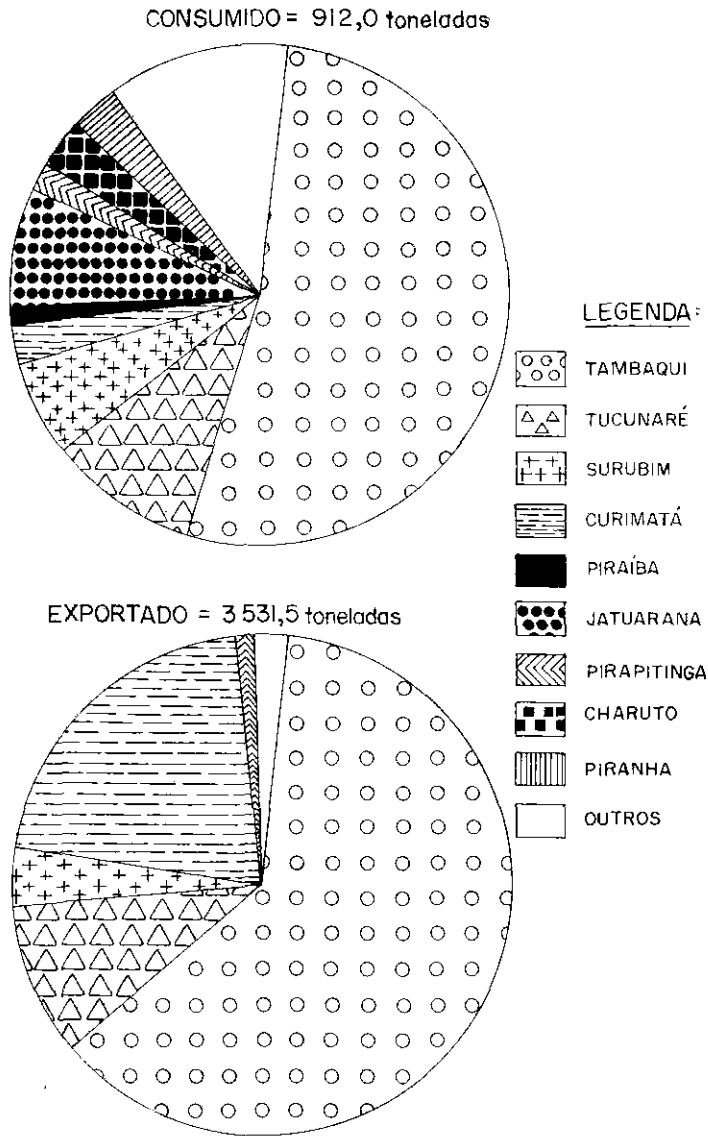 CONSUMIDO = 912,0 toneladas
EXPORTADO = 3 531,5 toneladas
LEGENDA:
TAMBAQUI
TUCUNARÉ
SURUBIM
CURIMATÁ
PIRAÍBA
JATUARANA
PIRAPITINGA
CHARUTO
PIRANHA
OUTROS